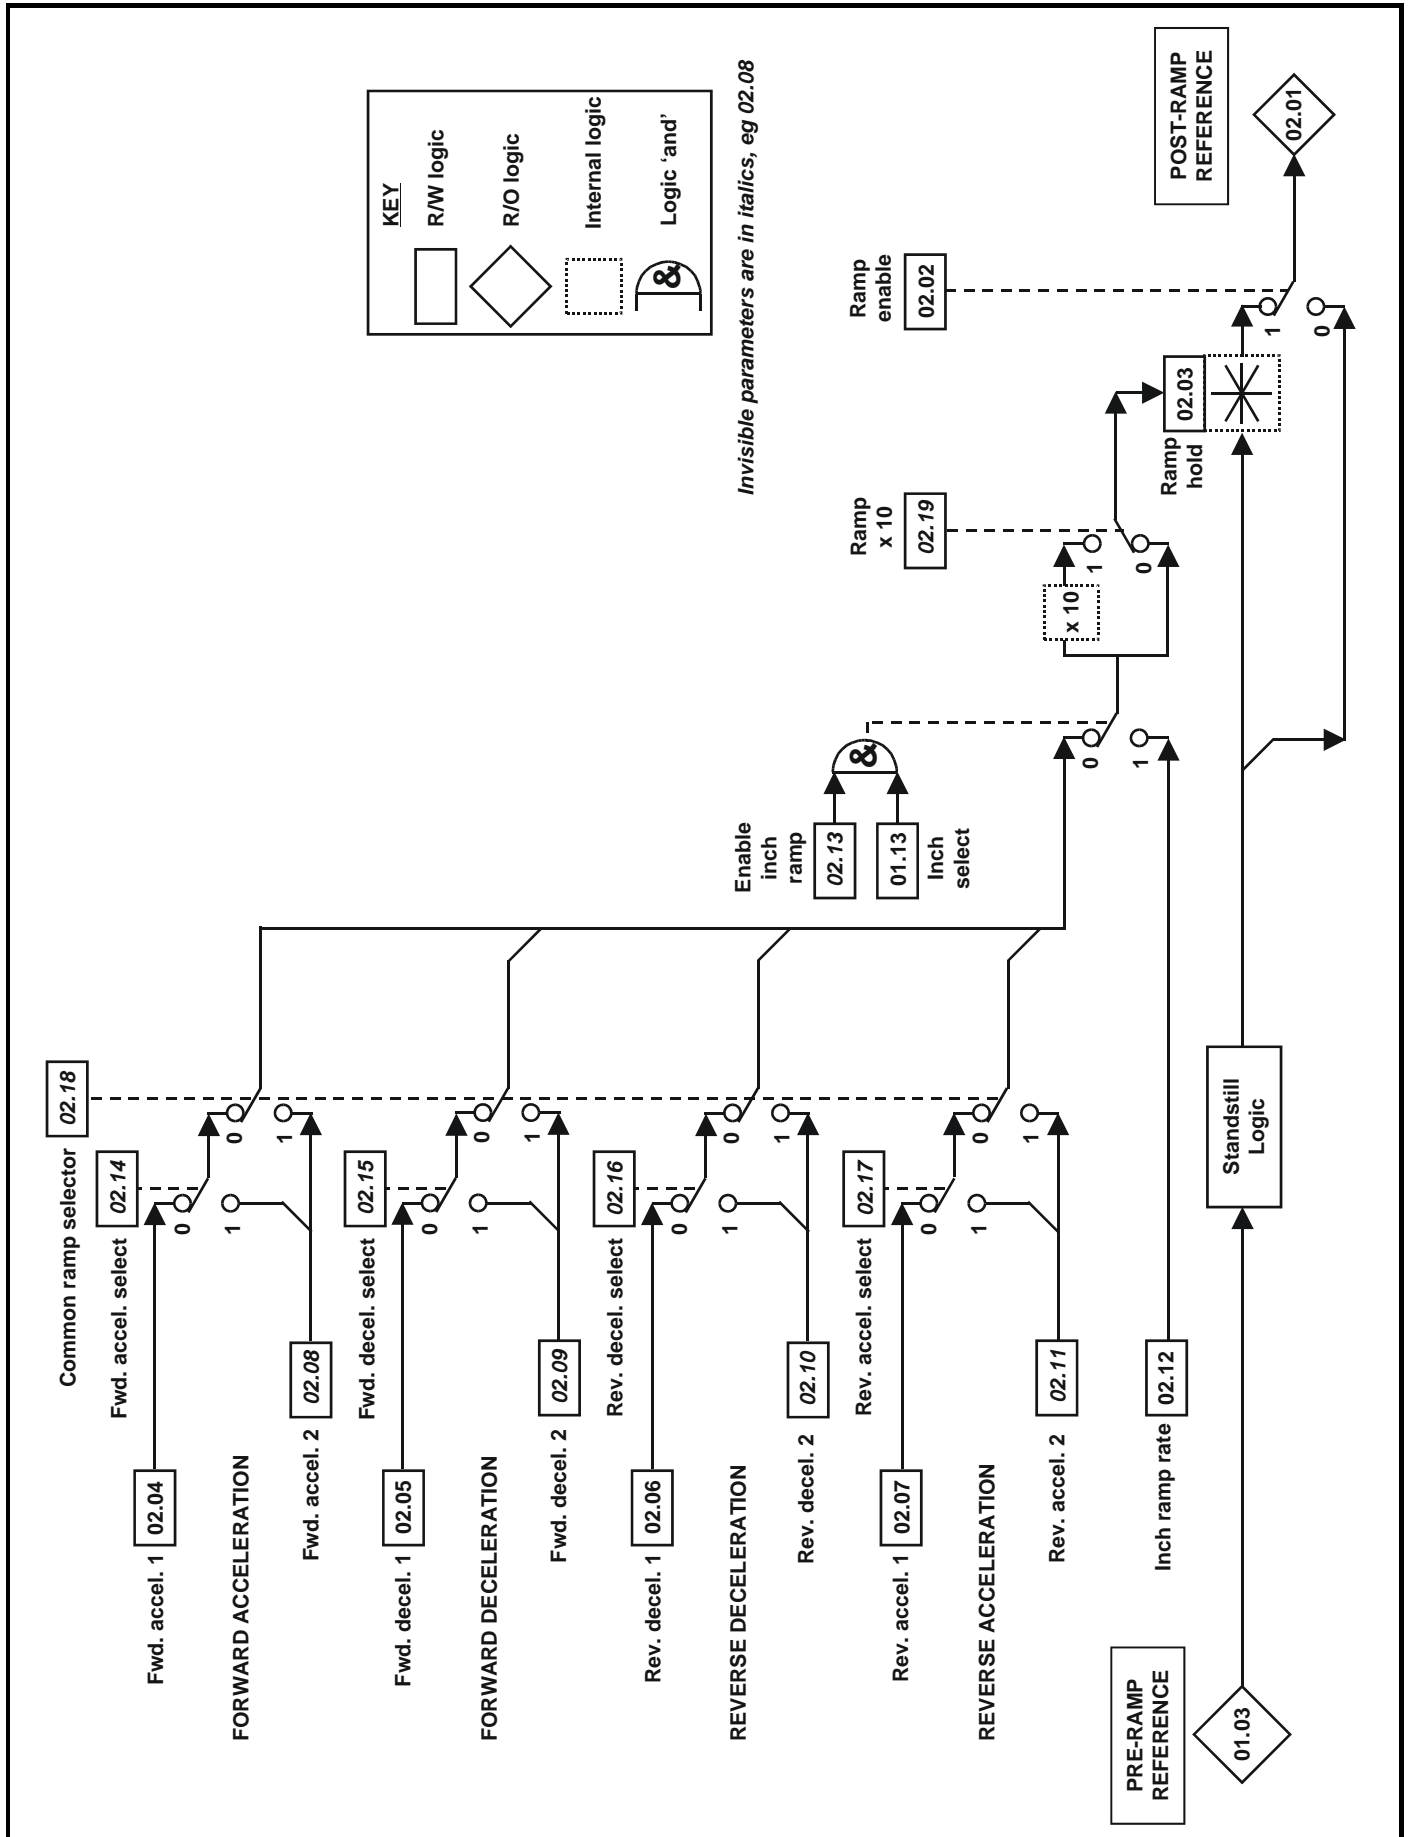 Common ramp selector
02.18
Fwd. accel. select
02.14
Fwd. accel. 1
02.04
0
1
0
1
FORWARD ACCELERATION
Fwd. accel. 2
02.08
Fwd. decel. select
02.15
Fwd. decel. 1
02.05
0
1
0
1
FORWARD DECELERATION
Fwd. decel. 2
02.09
Rev. decel. select
02.16
Rev. decel. 1
02.06
0
1
0
1
REVERSE DECELERATION
Rev. decel. 2
02.10
Rev. accel. select
02.17
Rev. accel. 1
02.07
0
1
0
1
REVERSE ACCELERATION
Rev. accel. 2
02.11
Inch ramp rate
02.12
PRE-RAMP
REFERENCE
01.03
Standstill
Logic
Enable
inch
ramp
02.13
01.13
Inch
select
&
0
1
x 10
Ramp
x 10
02.19
1
0
Ramp
hold
02.03
Ramp
enable
02.02
1
0
POST-RAMP
REFERENCE
02.01
KEY
R/W logic
R/O logic
Internal logic
&
Logic ‘and’
Invisible parameters are in italics, eg 02.08